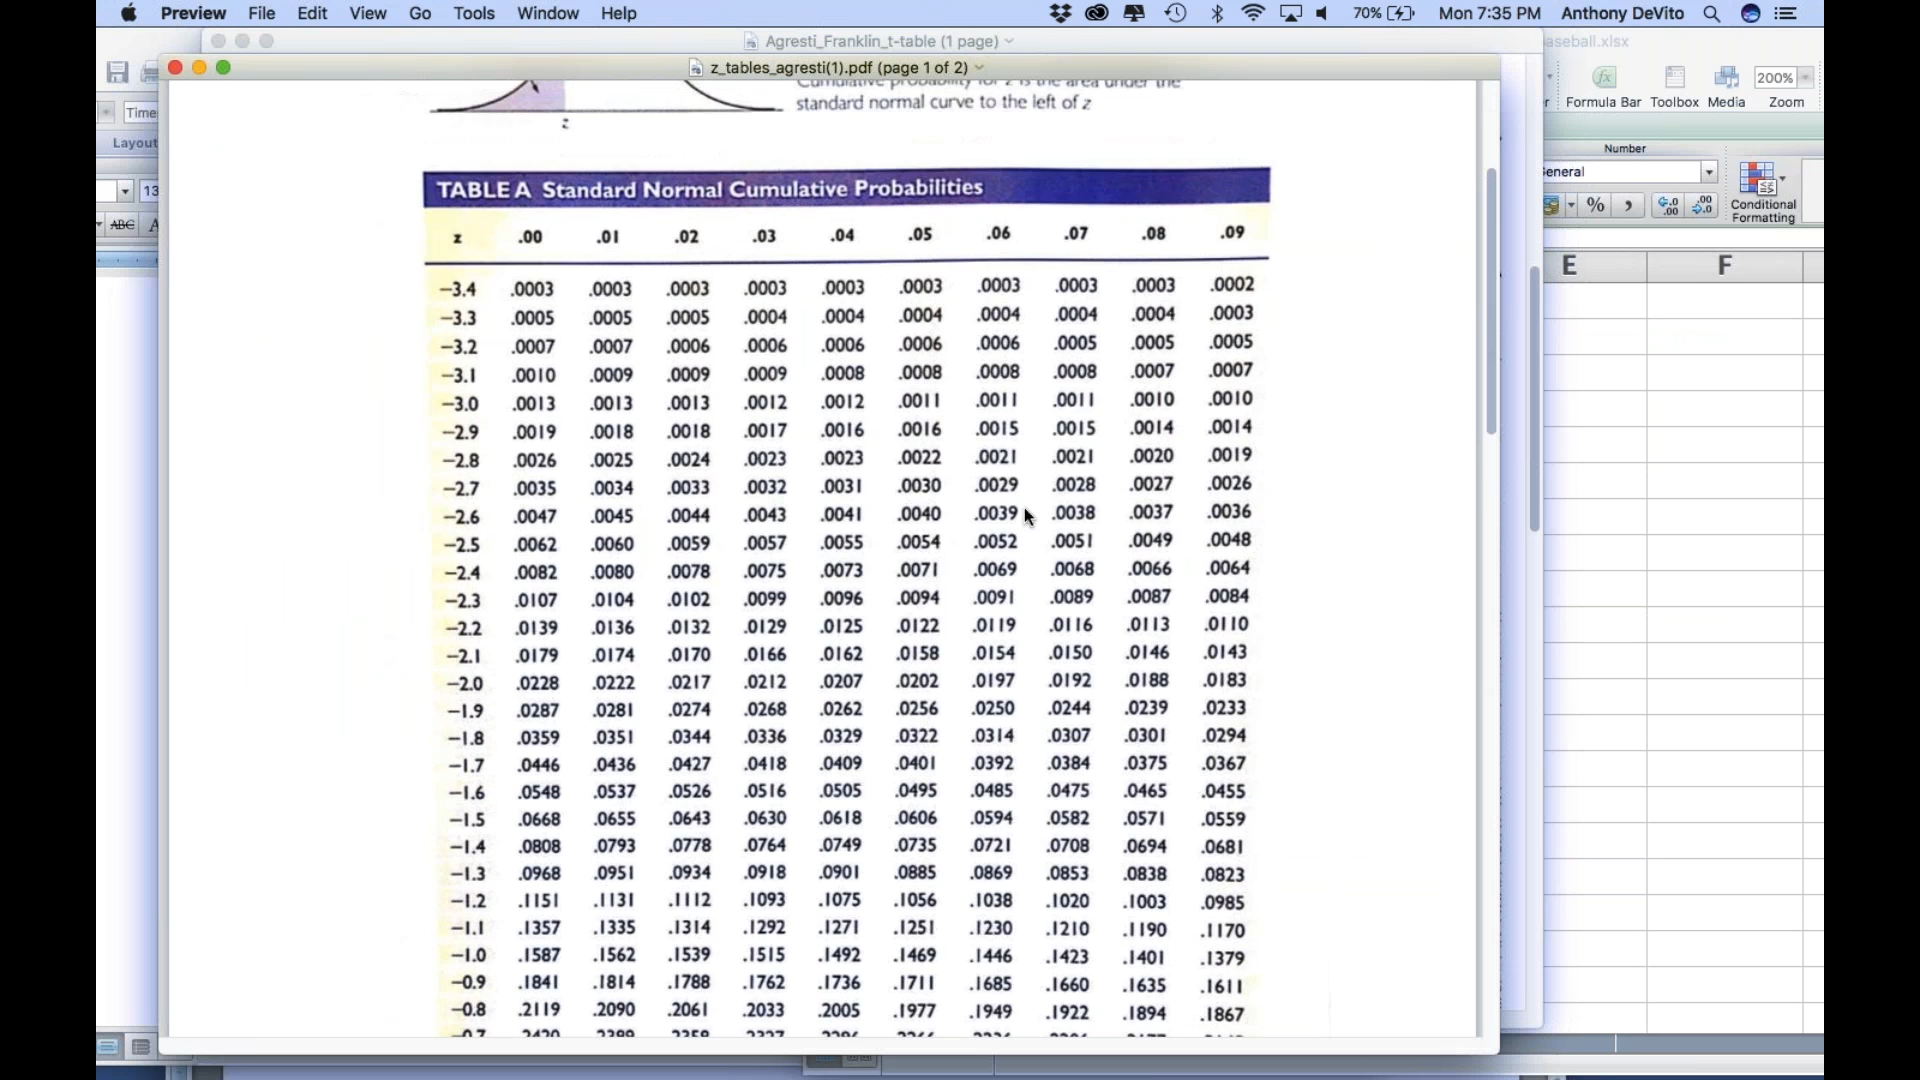 Preview File Edit View Go Tools Window Help 70% Mon 7:35 PM Anthony DeVito
Agresti_Franklin_t-table (1 page)
aseball.xlsx
z_tables_agresti(1).pdf (page 1 of 2)
200%
Formula Bar Toolbox Media Zoom
Cumulative probability for z is the area under the
standard normal curve to the left of z
z
Time
Layou
13
ABC
Number
eneral
%
Conditional
Formatting
E F
TABLE A Standard Normal Cumulative Probabilities
z .00 .01 .02 .03 .04 .05 .06 .07 .08 .09
−3.4 .0003 .0003 .0003 .0003 .0003 .0003 .0003 .0003 .0003 .0002
−3.3 .0005 .0005 .0005 .0004 .0004 .0004 .0004 .0004 .0004 .0003
−3.2 .0007 .0007 .0006 .0006 .0006 .0006 .0006 .0005 .0005 .0005
−3.1 .0010 .0009 .0009 .0009 .0008 .0008 .0008 .0008 .0007 .0007
−3.0 .0013 .0013 .0013 .0012 .0012 .0011 .0011 .0011 .0010 .0010
−2.9 .0019 .0018 .0018 .0017 .0016 .0016 .0015 .0015 .0014 .0014
−2.8 .0026 .0025 .0024 .0023 .0023 .0022 .0021 .0021 .0020 .0019
−2.7 .0035 .0034 .0033 .0032 .0031 .0030 .0029 .0028 .0027 .0026
−2.6 .0047 .0045 .0044 .0043 .0041 .0040 .0039 .0038 .0037 .0036
−2.5 .0062 .0060 .0059 .0057 .0055 .0054 .0052 .0051 .0049 .0048
−2.4 .0082 .0080 .0078 .0075 .0073 .0071 .0069 .0068 .0066 .0064
−2.3 .0107 .0104 .0102 .0099 .0096 .0094 .0091 .0089 .0087 .0084
−2.2 .0139 .0136 .0132 .0129 .0125 .0122 .0119 .0116 .0113 .0110
−2.1 .0179 .0174 .0170 .0166 .0162 .0158 .0154 .0150 .0146 .0143
−2.0 .0228 .0222 .0217 .0212 .0207 .0202 .0197 .0192 .0188 .0183
−1.9 .0287 .0281 .0274 .0268 .0262 .0256 .0250 .0244 .0239 .0233
−1.8 .0359 .0351 .0344 .0336 .0329 .0322 .0314 .0307 .0301 .0294
−1.7 .0446 .0436 .0427 .0418 .0409 .0401 .0392 .0384 .0375 .0367
−1.6 .0548 .0537 .0526 .0516 .0505 .0495 .0485 .0475 .0465 .0455
−1.5 .0668 .0655 .0643 .0630 .0618 .0606 .0594 .0582 .0571 .0559
−1.4 .0808 .0793 .0778 .0764 .0749 .0735 .0721 .0708 .0694 .0681
−1.3 .0968 .0951 .0934 .0918 .0901 .0885 .0869 .0853 .0838 .0823
−1.2 .1151 .1131 .1112 .1093 .1075 .1056 .1038 .1020 .1003 .0985
−1.1 .1357 .1335 .1314 .1292 .1271 .1251 .1230 .1210 .1190 .1170
−1.0 .1587 .1562 .1539 .1515 .1492 .1469 .1446 .1423 .1401 .1379
−0.9 .1841 .1814 .1788 .1762 .1736 .1711 .1685 .1660 .1635 .1611
−0.8 .2119 .2090 .2061 .2033 .2005 .1977 .1949 .1922 .1894 .1867